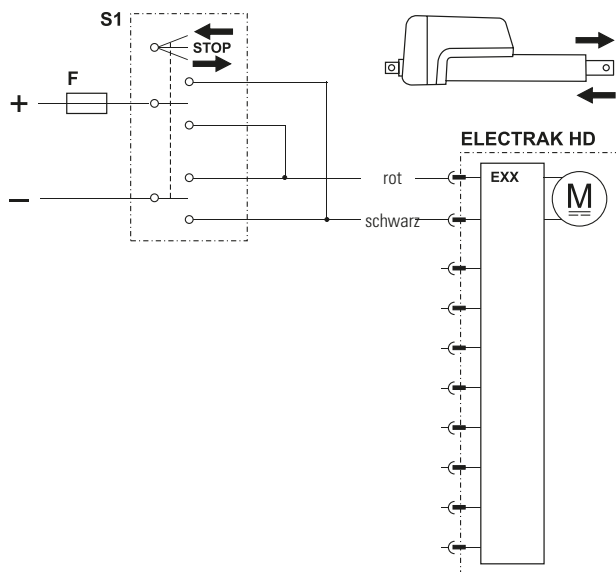 S1
STOP
F
+
−
ELECTRAK HD
rot
EXX
M
schwarz